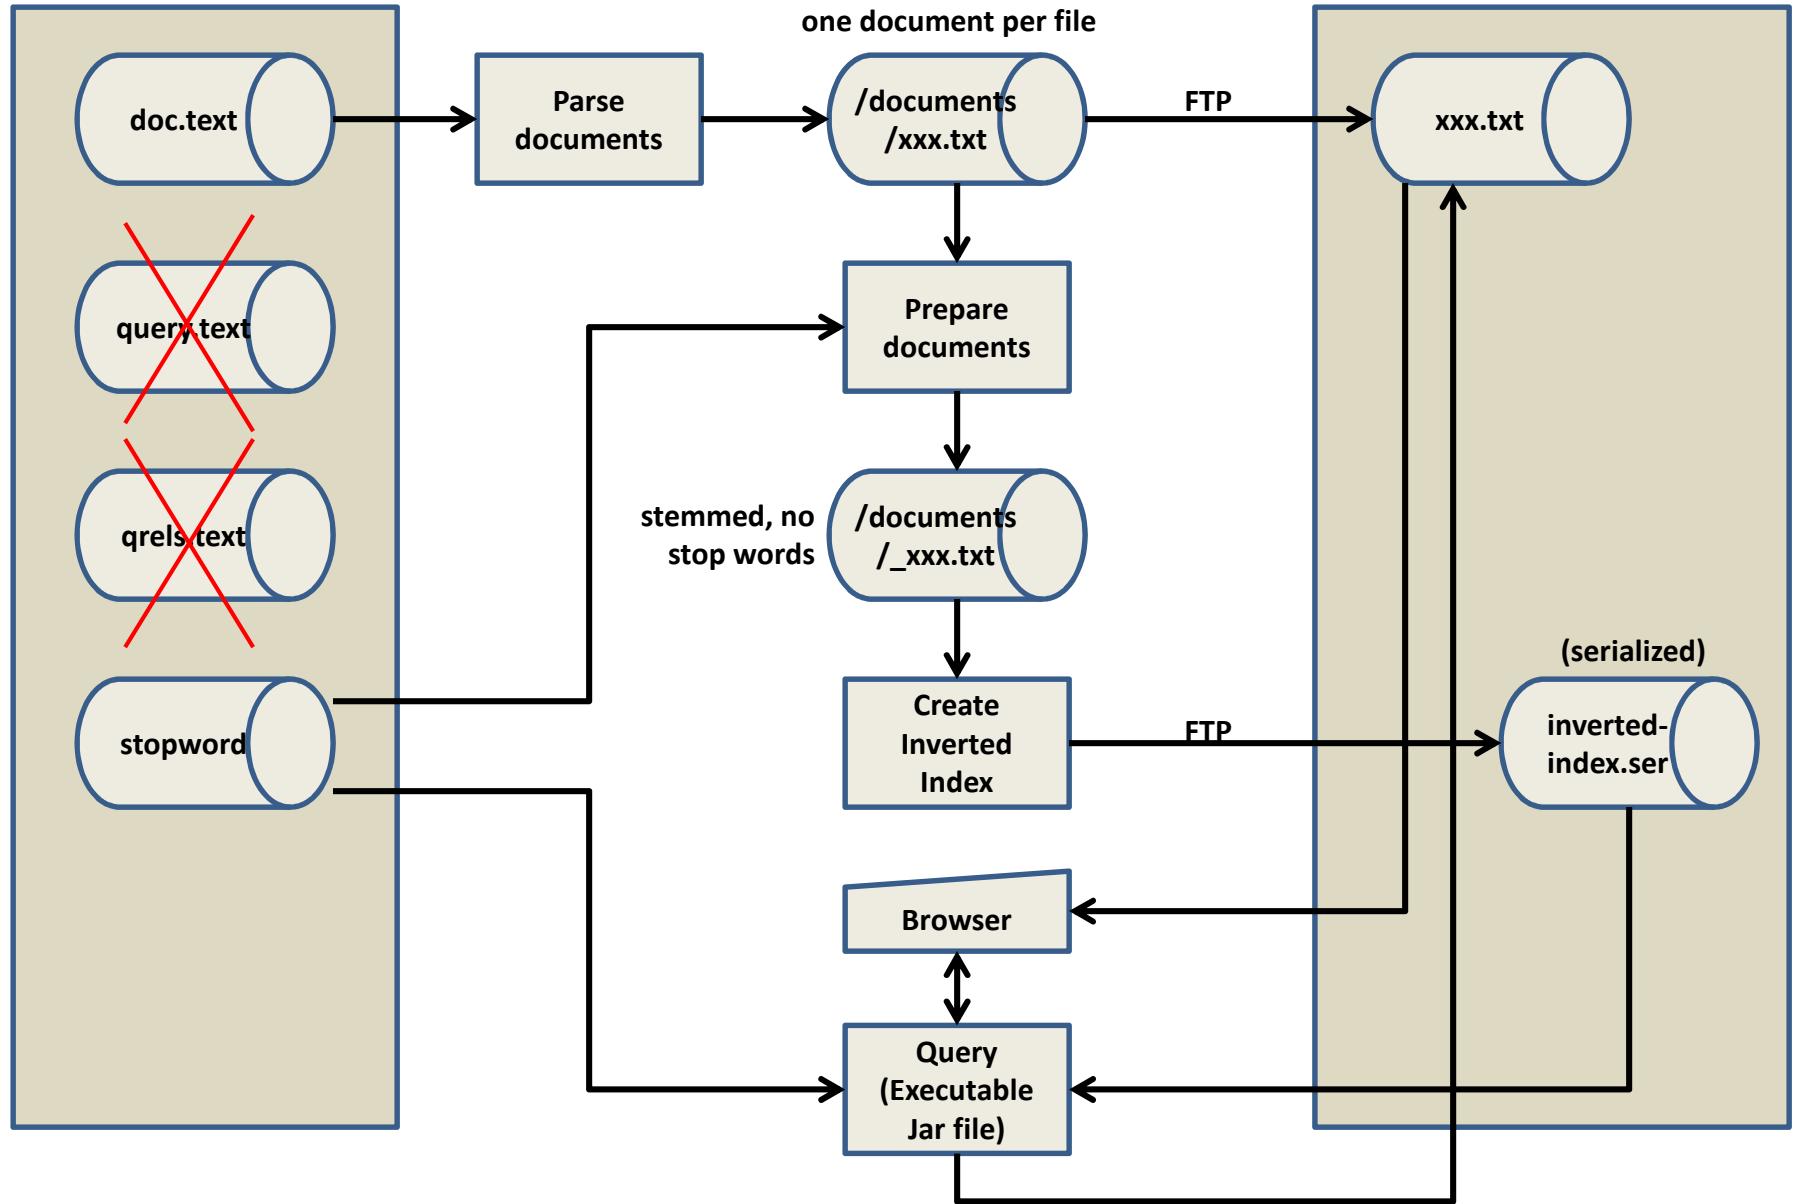 one document per file
doc.text
Parse
documents
/documents
/xxx.txt
FTP
xxx.txt
query.text
Prepare
documents
qrels.text
stemmed, no
stop words
/documents
/_xxx.txt
(serialized)
stopword
Create
Inverted
Index
FTP
inverted-
index.ser
Browser
Query
(Executable
Jar file)